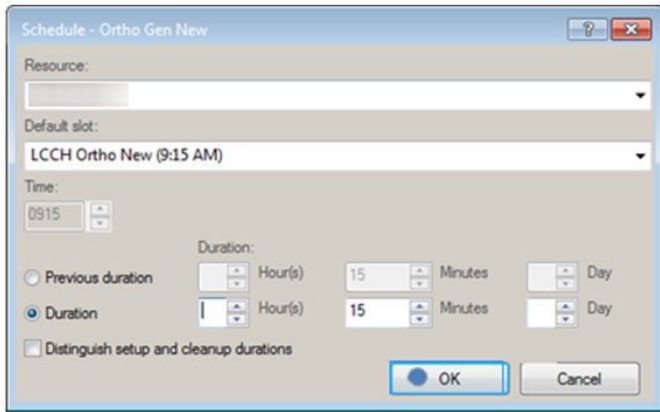 Schedule - Ortho Gen New
Resource:
Default slot:
LCCH Ortho New (9:15 AM)
Time:
0915
Duration:
Previous duration Hour(s) 15 Minutes Day
Duration Hour(s) 15 Minutes Day
Distinguish setup and cleanup durations
OK Cancel